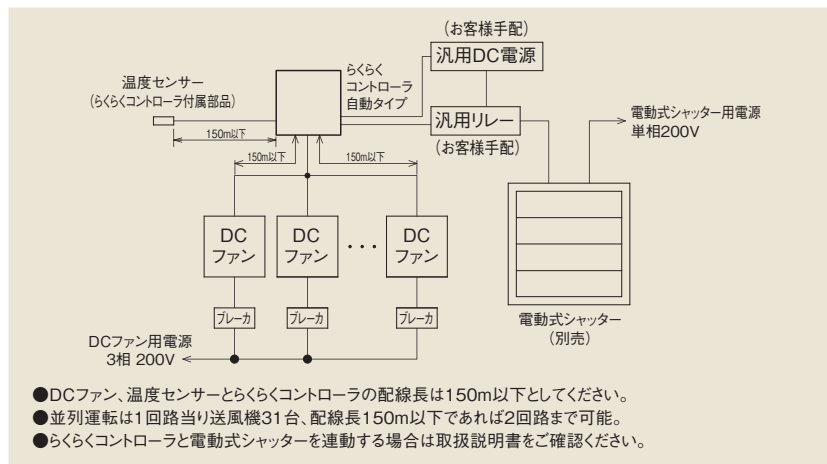 (お客様手配)
汎用DC電源
らくらく
コントローラ
自動タイプ
温度センサー
(らくらくコントローラ付属部品)
150m以下
汎用リレー
(お客様手配)
電動式シャッター用電源
単相200V
150m以下
150m以下
DC
ファン
DC
ファン
・・・
DC
ファン
ブレーカ
ブレーカ
ブレーカ
電動式シャッター
(別売)
DCファン用電源
3相 200V
●DCファン、温度センサーとらくらくコントローラの配線長は150m以下としてください。
●並列運転は1回路当り送風機31台、配線長150m以下であれば2回路まで可能。
●らくらくコントローラと電動式シャッターを連動する場合は取扱説明書をご確認ください。